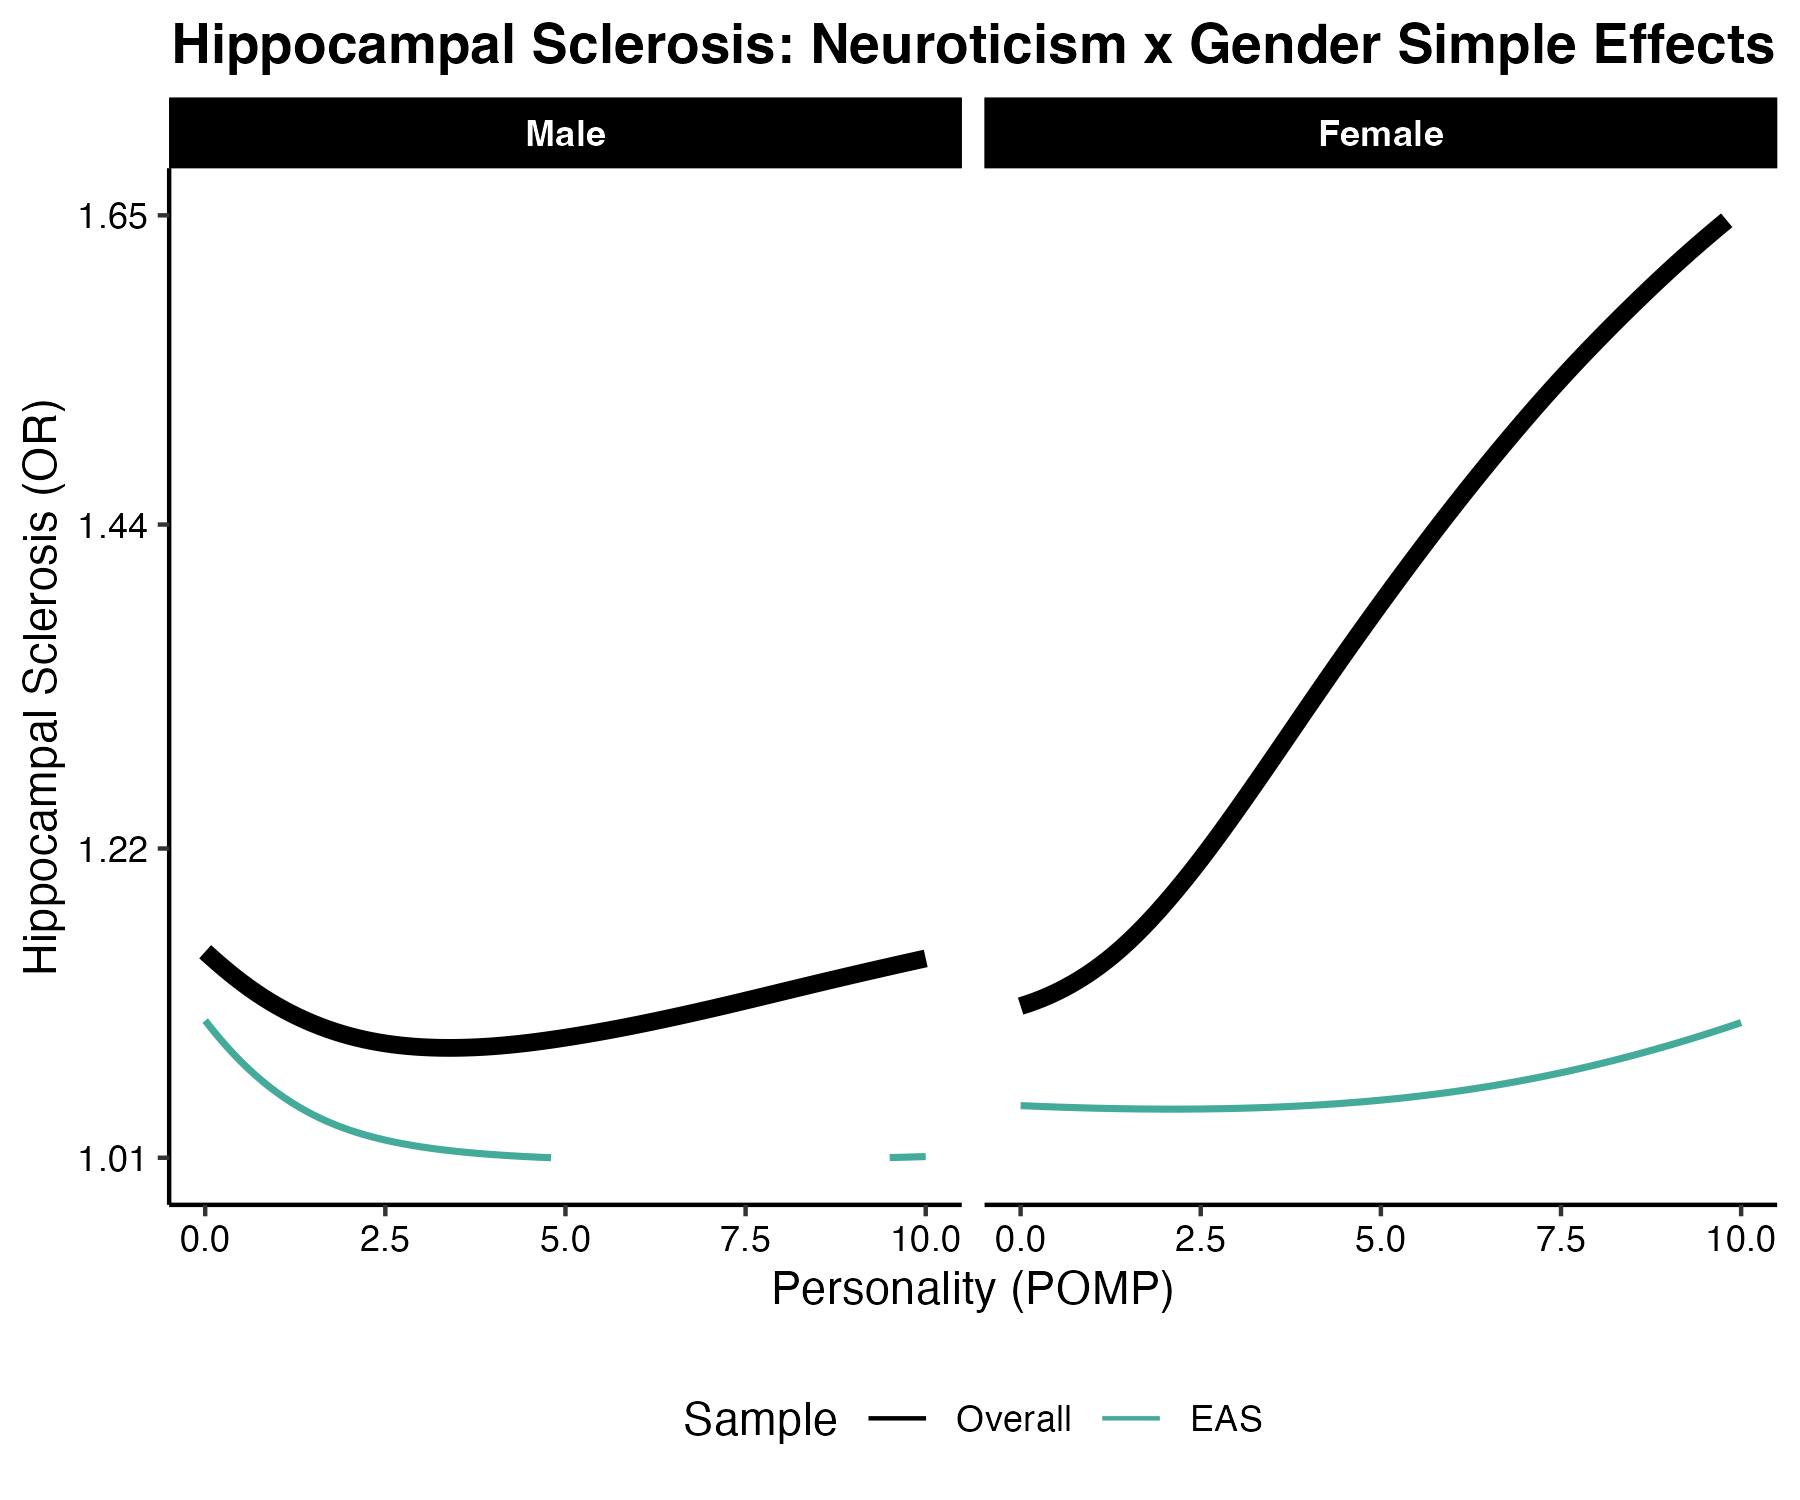 Hippocampal Sclerosis: Neuroticism x Gender Simple Effects
Male
Female
Hippocampal Sclerosis (OR)
1.65
1.44
1.22
1.01
0.0 2.5 5.0 7.5 10.0
0.0 2.5 5.0 7.5 10.0
Personality (POMP)
Sample Overall EAS